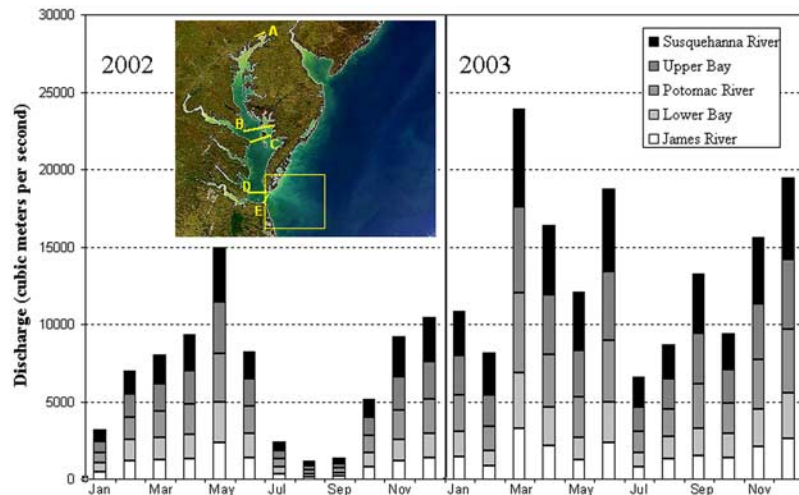 30000
25000
20000
15000
10000
5000
0
Discharge (cubic meters per second)
2002
2003
A
B
C
D
E
Susquehanna River
Upper Bay
Potomac River
Lower Bay
James River
Jan Mar May Jul Sep Nov Jan Mar May Jul Sep Nov